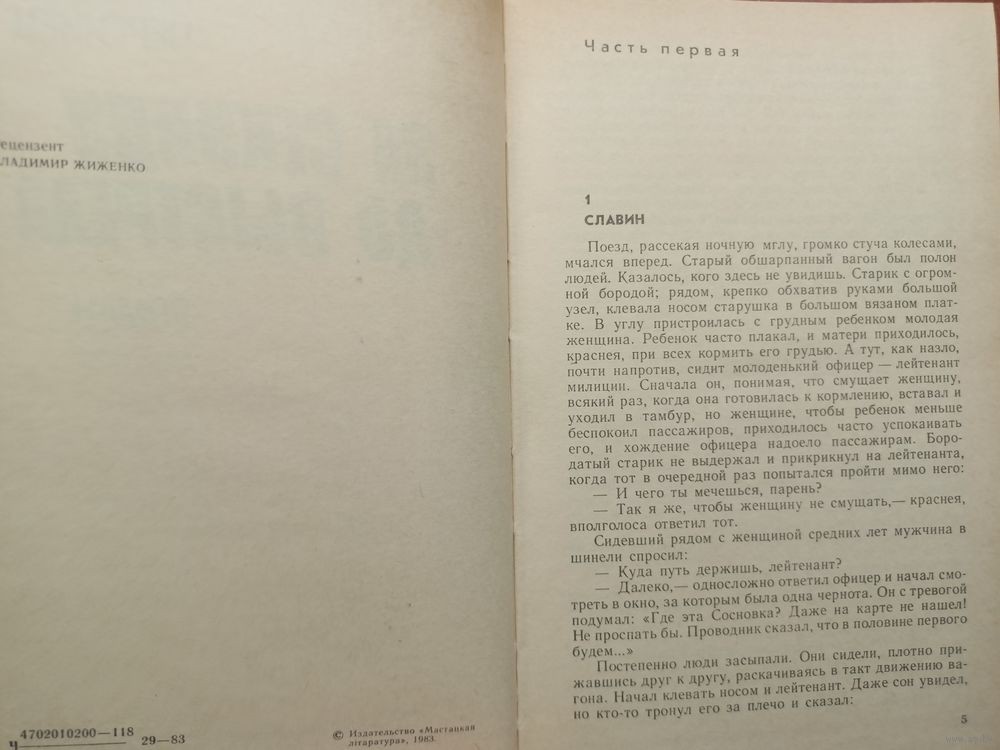 ецензент
ЛАДИМИР ЖИЖЕНКО
4702010200—118
Ч
29—83
© Издательство «Мастацкая
літаратура», 1983.
Часть первая
1
СЛАВИН
Поезд, рассекая ночную мглу, громко стуча колесами,
мчался вперед. Старый обшарпанный вагон был полон
людей. Казалось, кого здесь не увидишь. Старик с огром-
ной бородой; рядом, крепко обхватив руками большой
узел, клевала носом старушка в большом вязаном плат-
ке. В углу пристроилась с грудным ребенком молодая
женщина. Ребенок часто плакал, и матери приходилось,
краснея, при всех кормить его грудью. А тут, как назло,
почти напротив, сидит молоденький офицер — лейтенант
милиции. Сначала он, понимая, что смущает женщину,
всякий раз, когда она готовилась к кормлению, вставал и
уходил в тамбур, но женщине, чтобы ребенок меньше
беспокоил пассажиров, приходилось часто успокаивать
его, и хождение офицера надоело пассажирам. Боро-
датый старик не выдержал и прикрикнул на лейтенанта,
когда тот в очередной раз попытался пройти мимо него:
— И чего ты мечешься, парень?
— Так я же, чтобы женщину не смущать,— краснея,
вполголоса ответил тот.
Сидевший рядом с женщиной средних лет мужчина в
шинели спросил:
— Куда путь держишь, лейтенант?
— Далеко,— односложно ответил офицер и начал смо-
треть в окно, за которым была одна чернота. Он с тревогой
подумал: «Где эта Сосновка? Даже на карте не нашел!
Не проспать бы. Проводник сказал, что в половине первого
будем...»
Постепенно люди засыпали. Они сидели, плотно при-
жавшись друг к другу, раскачиваясь в такт движению ва-
гона. Начал клевать носом и лейтенант. Даже сон увидел,
но кто-то тронул его за плечо и сказал:
5